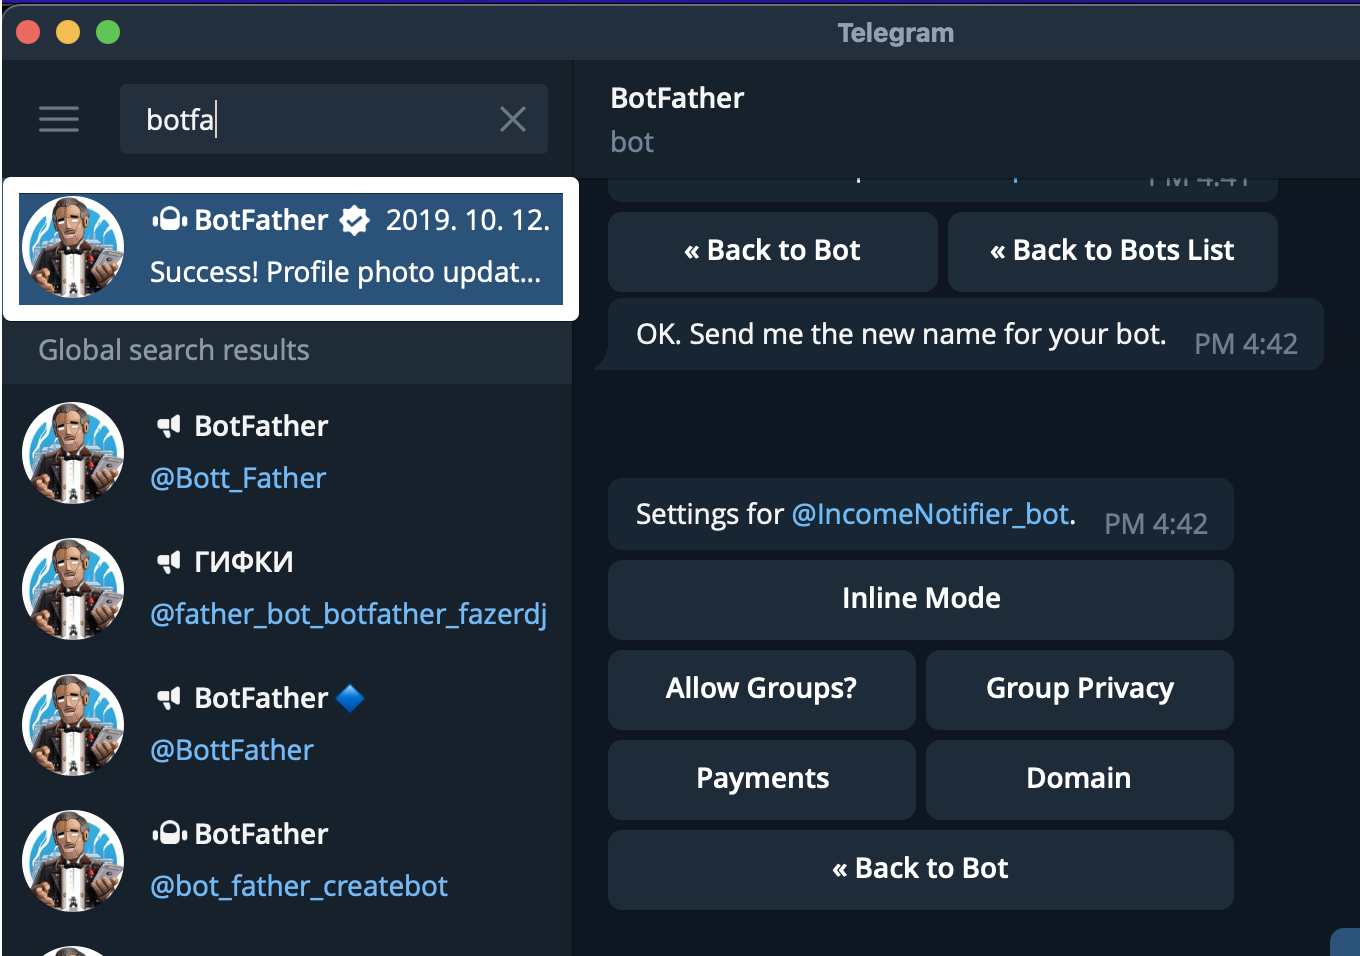 Telegram
botfa
BotFather 2019. 10. 12.
Success! Profile photo updat...
Global search results
BotFather
@Bott_Father
ГИФКИ
@father_bot_botfather_fazerdj
BotFather
@BottFather
BotFather
@bot_father_createbot
BotFather
bot
PM 4:41
« Back to Bot
« Back to Bots List
OK. Send me the new name for your bot. PM 4:42
Settings for @IncomeNotifier_bot. PM 4:42
Inline Mode
Allow Groups?
Group Privacy
Payments
Domain
« Back to Bot